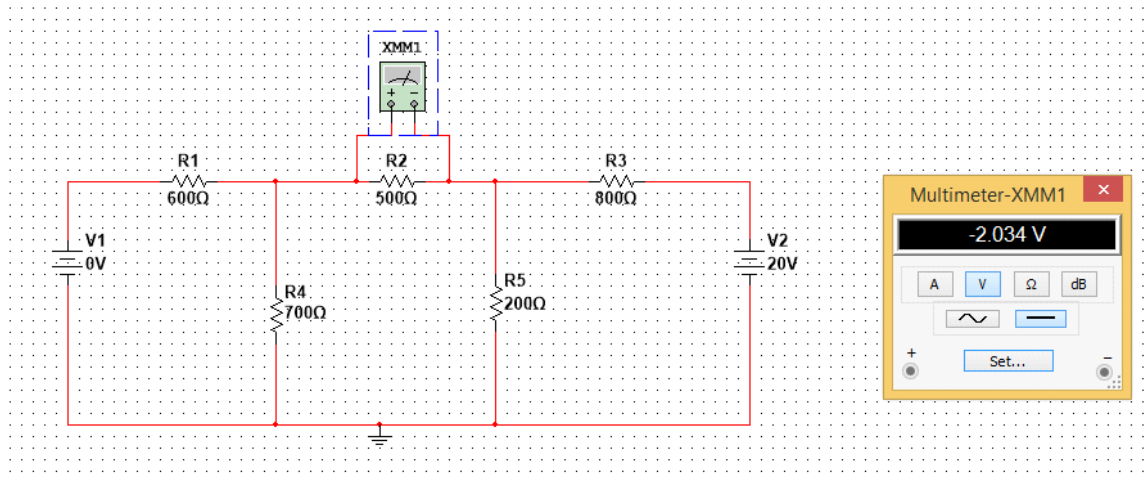 XMM1
+ −
R1
600Ω
R2
500Ω
R3
800Ω
V1
0V
R4
700Ω
R5
200Ω
V2
20V
Multimeter-XMM1 ×
-2.034 V
A V Ω dB
+ Set... −